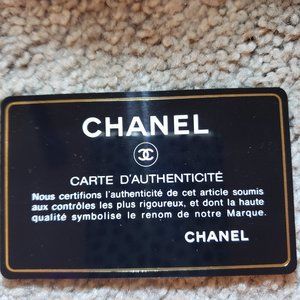 CHANEL
CARTE D'AUTHENTICITÉ
Nous certifions l'authenticité de cet article soumis
aux contrôles les plus rigoureux, et dont la haute
qualité symbolise le renom de notre Marque.
CHANEL